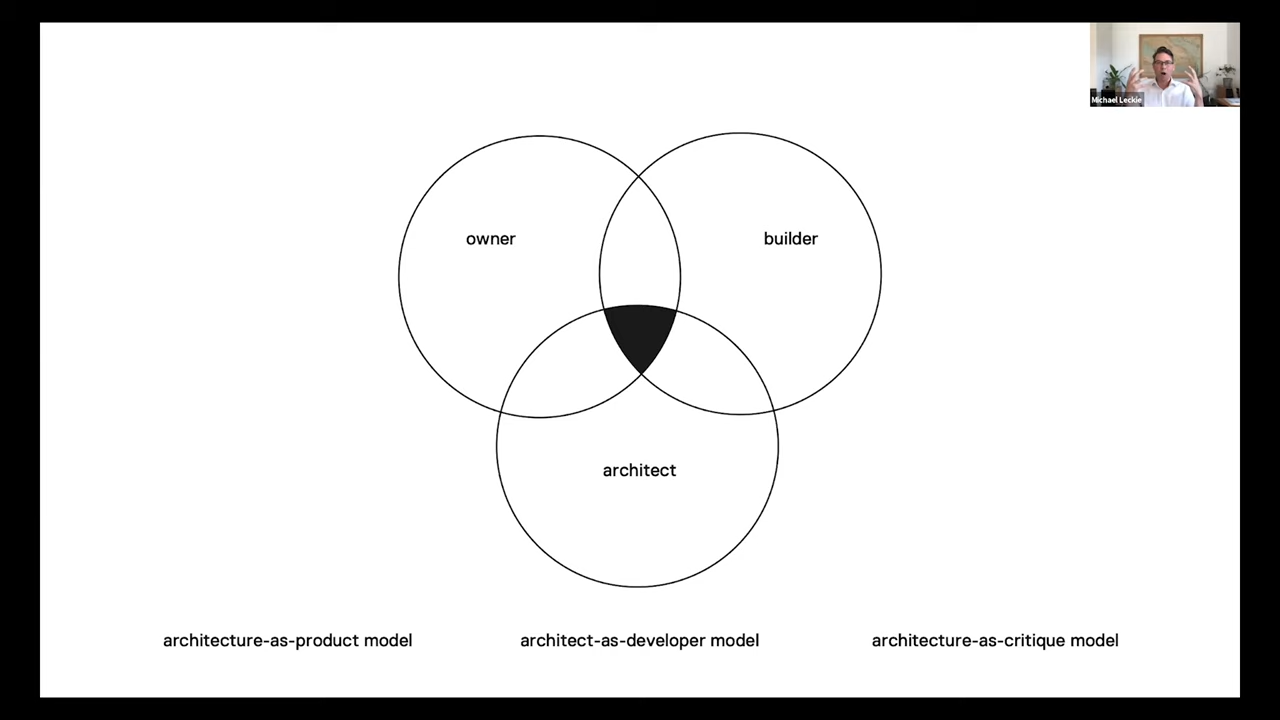 Michael Leckie
owner
builder
architect
architecture-as-product model
architect-as-developer model
architecture-as-critique model